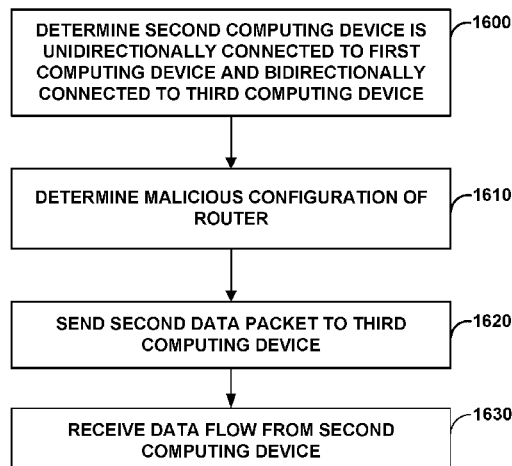 DETERMINE SECOND COMPUTING DEVICE IS
UNIDIRECTIONALLY CONNECTED TO FIRST
COMPUTING DEVICE AND BIDIRECTIONALLY
CONNECTED TO THIRD COMPUTING DEVICE
1600
DETERMINE MALICIOUS CONFIGURATION OF
ROUTER
1610
SEND SECOND DATA PACKET TO THIRD
COMPUTING DEVICE
1620
RECEIVE DATA FLOW FROM SECOND
COMPUTING DEVICE
1630